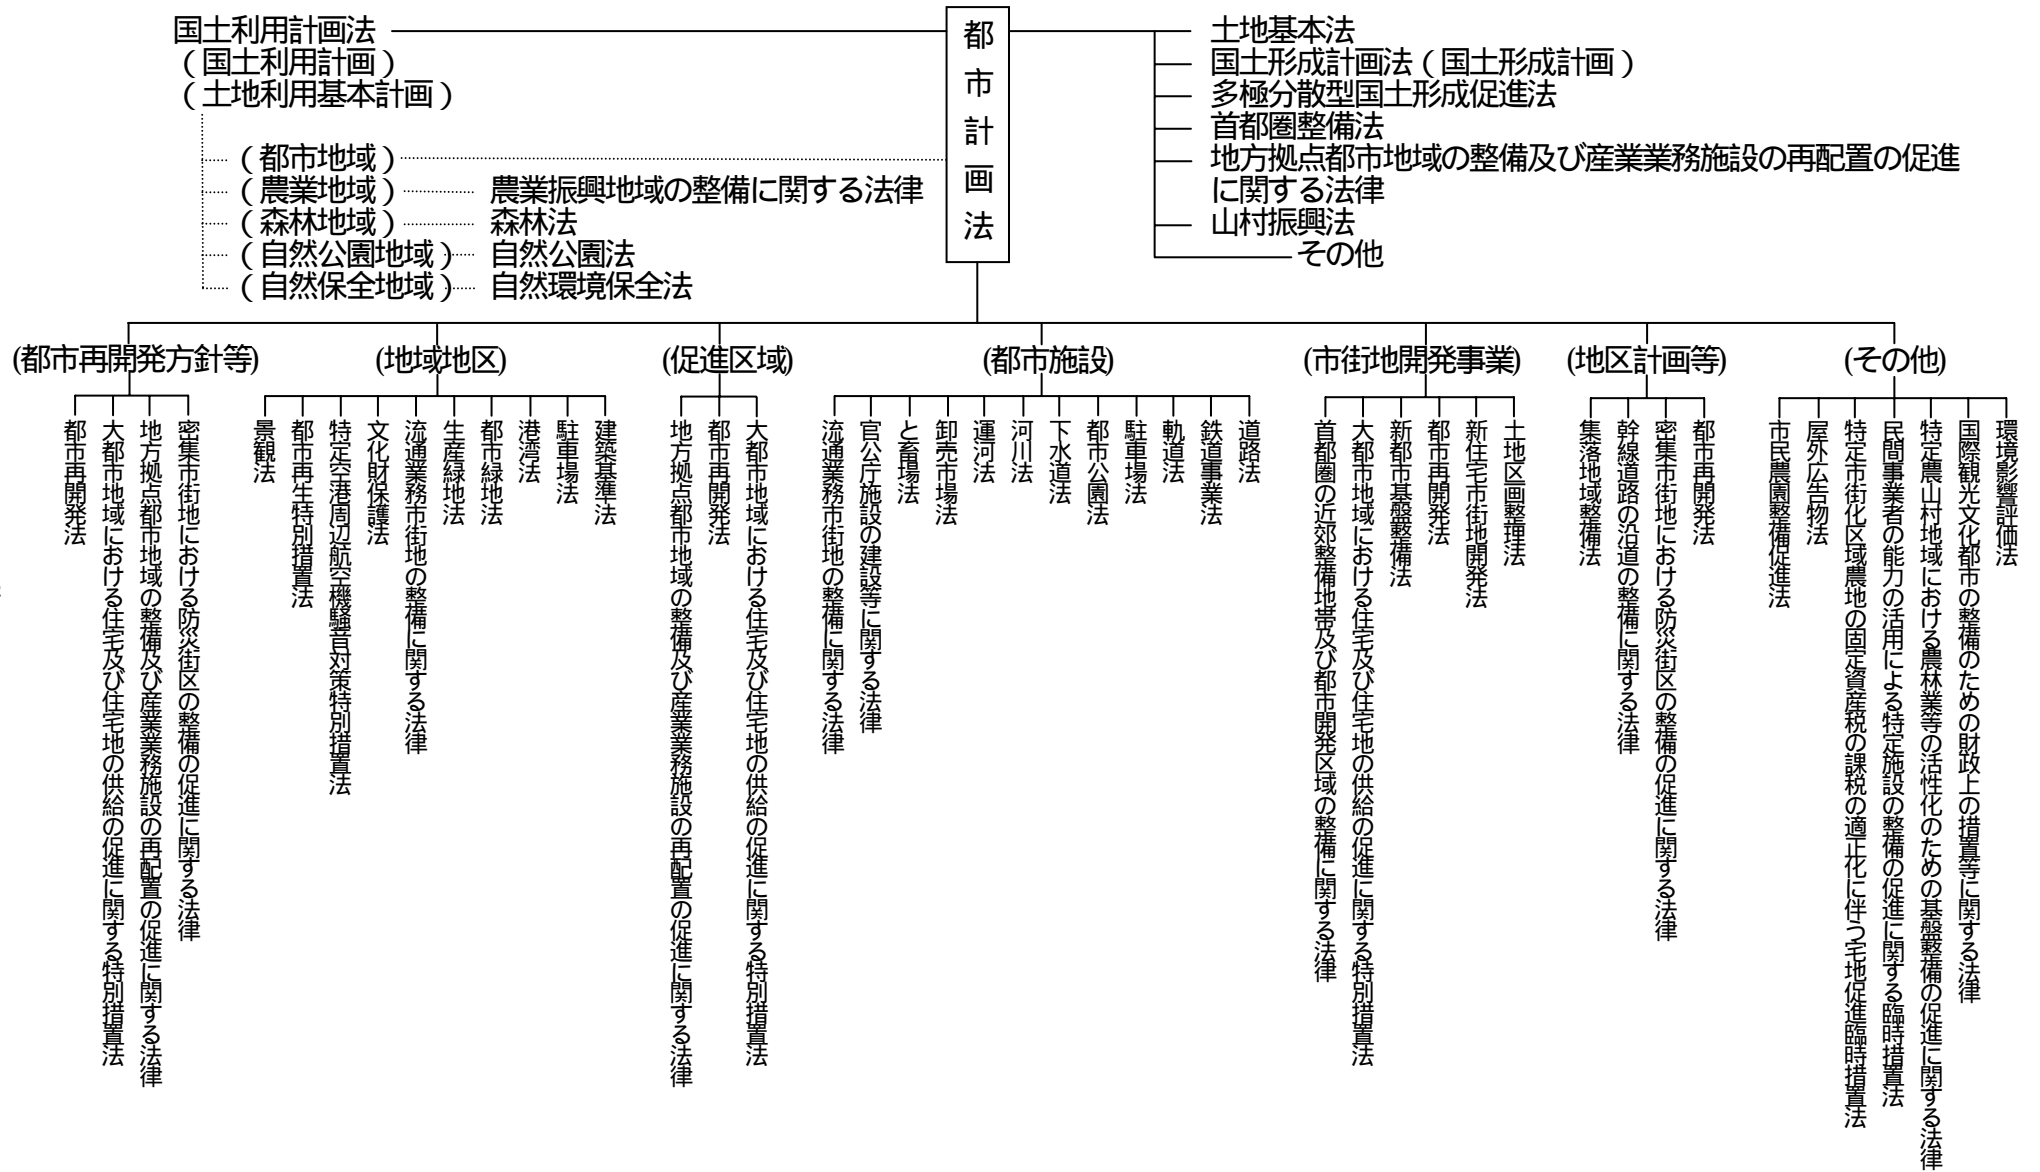 国土利用計画法
（国土利用計画）
（土地利用基本計画）
（都市地域）
（農業地域）
農業振興地域の整備に関する法律
（森林地域）
森林法
（自然公園地域）
自然公園法
（自然保全地域）
自然環境保全法
都市計画法
土地基本法
国土形成計画法（国土形成計画）
多極分散型国土形成促進法
首都圏整備法
地方拠点都市地域の整備及び産業業務施設の再配置の促進
に関する法律
山村振興法
その他
(都市再開発方針等)
都市再開発法
大都市地域における住宅及び住宅地の供給の促進に関する特別措置法
地方拠点都市地域の整備及び産業業務施設の再配置の促進に関する法律
密集市街地における防災街区の整備の促進に関する法律
(地域地区)
景観法
都市再生特別措置法
特定空港周辺航空機騒音対策特別措置法
文化財保護法
流通業務市街地の整備に関する法律
生産緑地法
都市緑地法
港湾法
駐車場法
建築基準法
(促進区域)
地方拠点都市地域の整備及び産業業務施設の再配置の促進に関する法律
都市再開発法
大都市地域における住宅及び住宅地の供給の促進に関する特別措置法
(都市施設)
流通業務市街地の整備に関する法律
官公庁施設の建設等に関する法律
と畜場法
卸売市場法
運河法
河川法
下水道法
都市公園法
駐車場法
軌道法
鉄道事業法
道路法
(市街地開発事業)
首都圏の近郊整備地帯及び都市開発区域の整備に関する法律
大都市地域における住宅及び住宅地の供給の促進に関する特別措置法
新都市基盤整備法
都市再開発法
新住宅市街地開発法
土地区画整理法
(地区計画等)
集落地域整備法
幹線道路の沿道の整備に関する法律
密集市街地における防災街区の整備の促進に関する法律
都市再開発法
(その他)
市民農園整備促進法
屋外広告物法
特定市街化区域農地の固定資産税の課税の適正化に伴う宅地促進臨時措置法
民間事業者の能力の活用による特定施設の整備の促進に関する臨時措置法
特定農山村地域における農林業等の活性化のための基盤整備の促進に関する法律
国際観光文化都市の整備のための財政上の措置等に関する法律
環境影響評価法